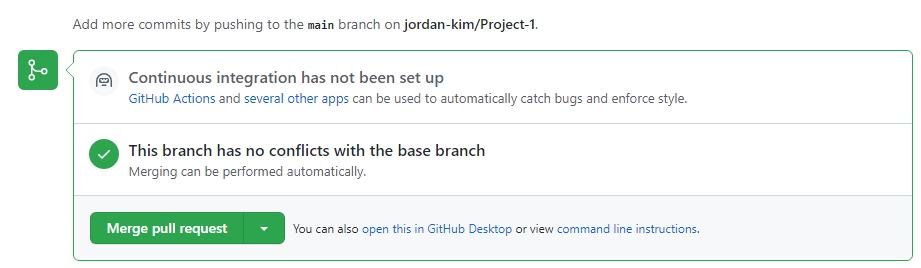 Add more commits by pushing to the main branch on jordan-kim/Project-1.
Continuous integration has not been set up
GitHub Actions and several other apps can be used to automatically catch bugs and enforce style.
This branch has no conflicts with the base branch
Merging can be performed automatically.
Merge pull request You can also open this in GitHub Desktop or view command line instructions.